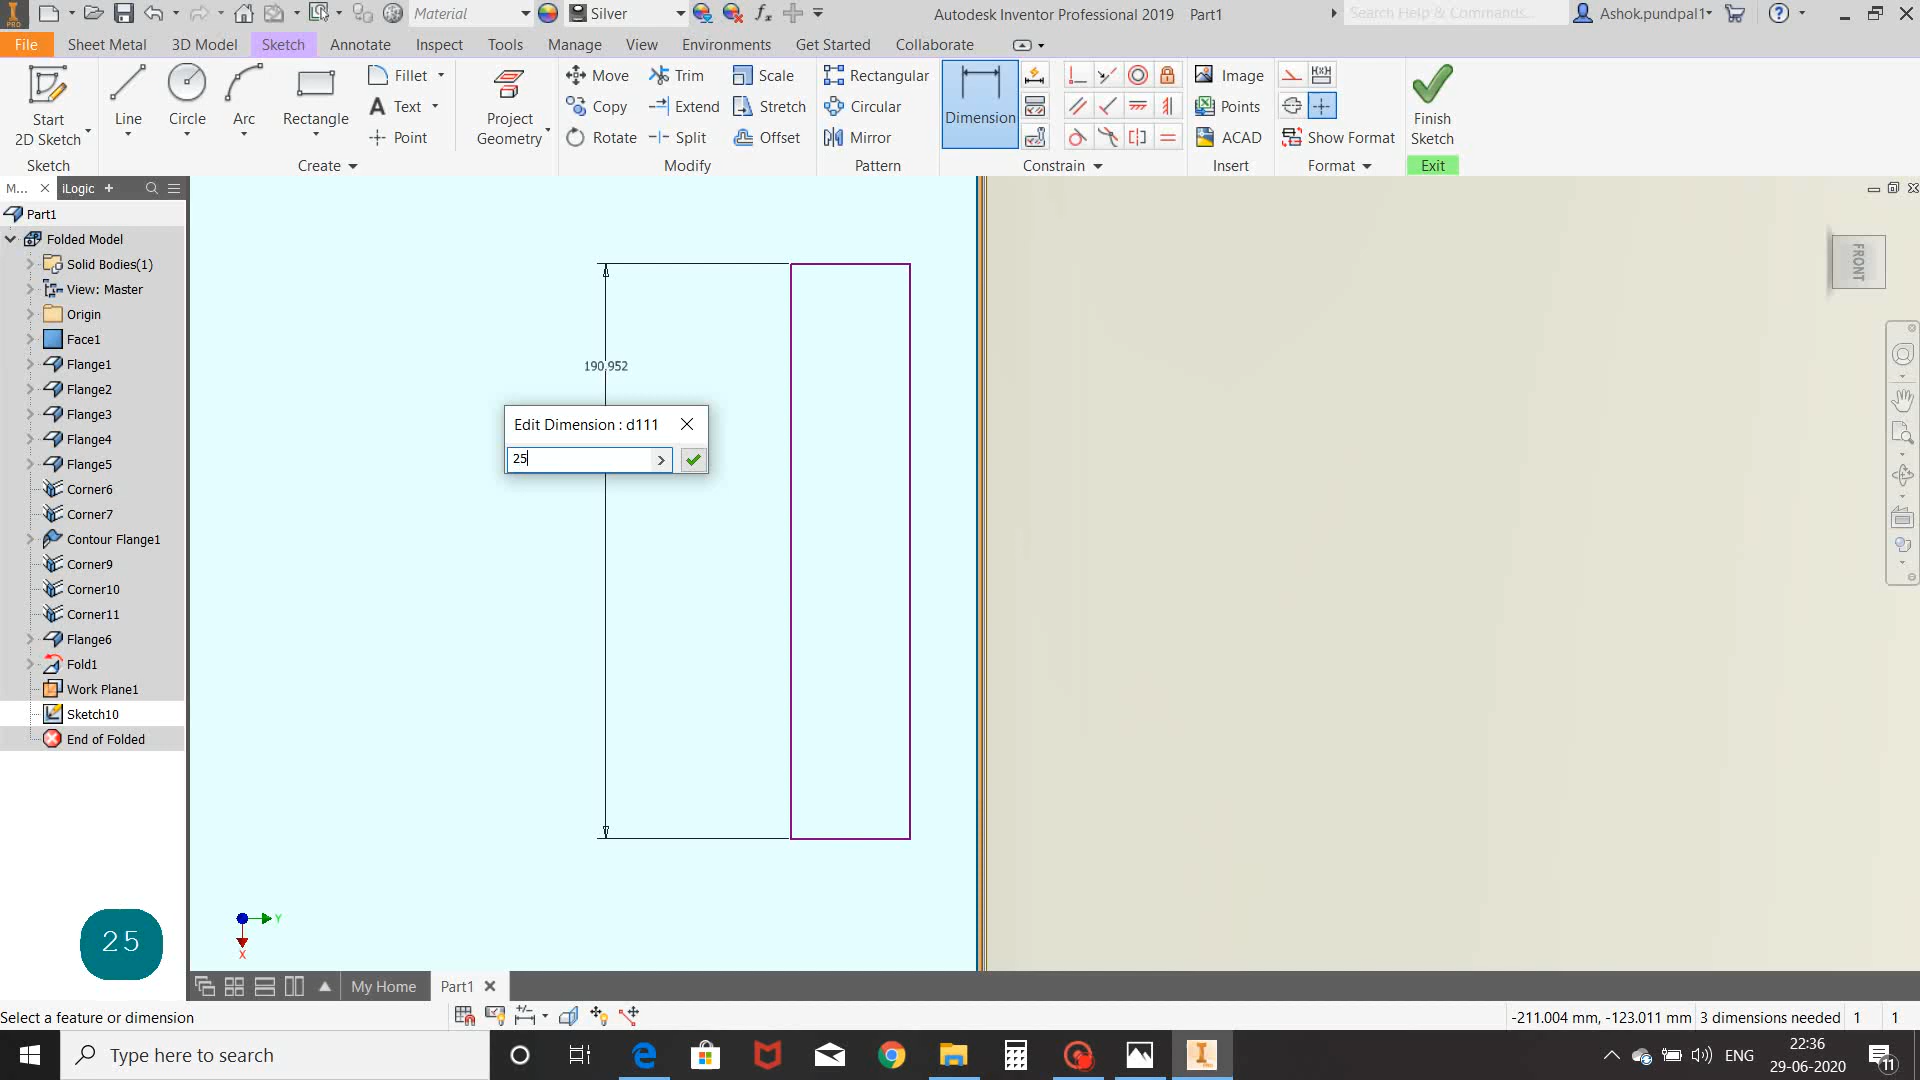 Material
Silver
Autodesk Inventor Professional 2019 Part1
Search Help & Commands...
Ashok.pundpal1
File Sheet Metal 3D Model Sketch Annotate Inspect Tools Manage View Environments Get Started Collaborate
Start
2D Sketch
Sketch
Line
Circle
Arc
Rectangle
Fillet
Text
Point
Create
Project
Geometry
Move Trim Scale
Copy Extend Stretch
Rotate Split Offset
Modify
Rectangular
Circular
Mirror
Pattern
Dimension
Constrain
Image
Points
ACAD
Insert
Show Format
Format
Finish
Sketch
Exit
M... iLogic
Part1
Folded Model
Solid Bodies(1)
View: Master
Origin
Face1
Flange1
Flange2
Flange3
Flange4
Flange5
Corner6
Corner7
Contour Flange1
Corner9
Corner10
Corner11
Flange6
Fold1
Work Plane1
Sketch10
End of Folded
FRONT
190.952
Edit Dimension : d111
25
Y
X
25
My Home Part1
Select a feature or dimension
-211.004 mm, -123.011 mm 3 dimensions needed 1 1
Type here to search
ENG
22:36
29-06-2020
11